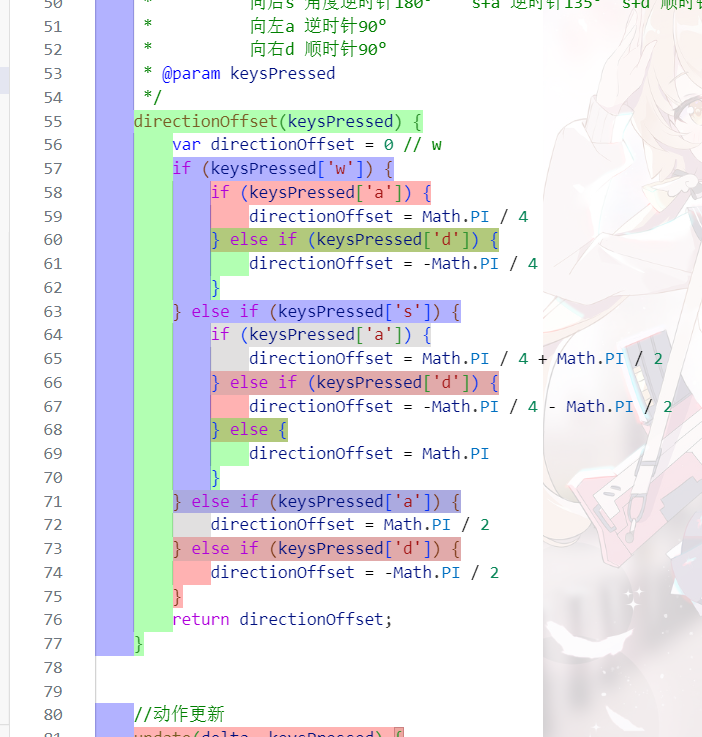 50 * 向后s 角度逆时针180° s+a 逆时针135° s+d 顺时针
51 * 向左a 逆时针90°
52 * 向右d 顺时针90°
53 * @param keysPressed
54 */
55 directionOffset(keysPressed) {
56 var directionOffset = 0 // w
57 if (keysPressed['w']) {
58 if (keysPressed['a']) {
59 directionOffset = Math.PI / 4
60 } else if (keysPressed['d']) {
61 directionOffset = -Math.PI / 4
62 }
63 } else if (keysPressed['s']) {
64 if (keysPressed['a']) {
65 directionOffset = Math.PI / 4 + Math.PI / 2
66 } else if (keysPressed['d']) {
67 directionOffset = -Math.PI / 4 - Math.PI / 2
68 } else {
69 directionOffset = Math.PI
70 }
71 } else if (keysPressed['a']) {
72 directionOffset = Math.PI / 2
73 } else if (keysPressed['d']) {
74 directionOffset = -Math.PI / 2
75 }
76 return directionOffset;
77 }
78
79
80 //动作更新
81 update(delta, keysPressed) {